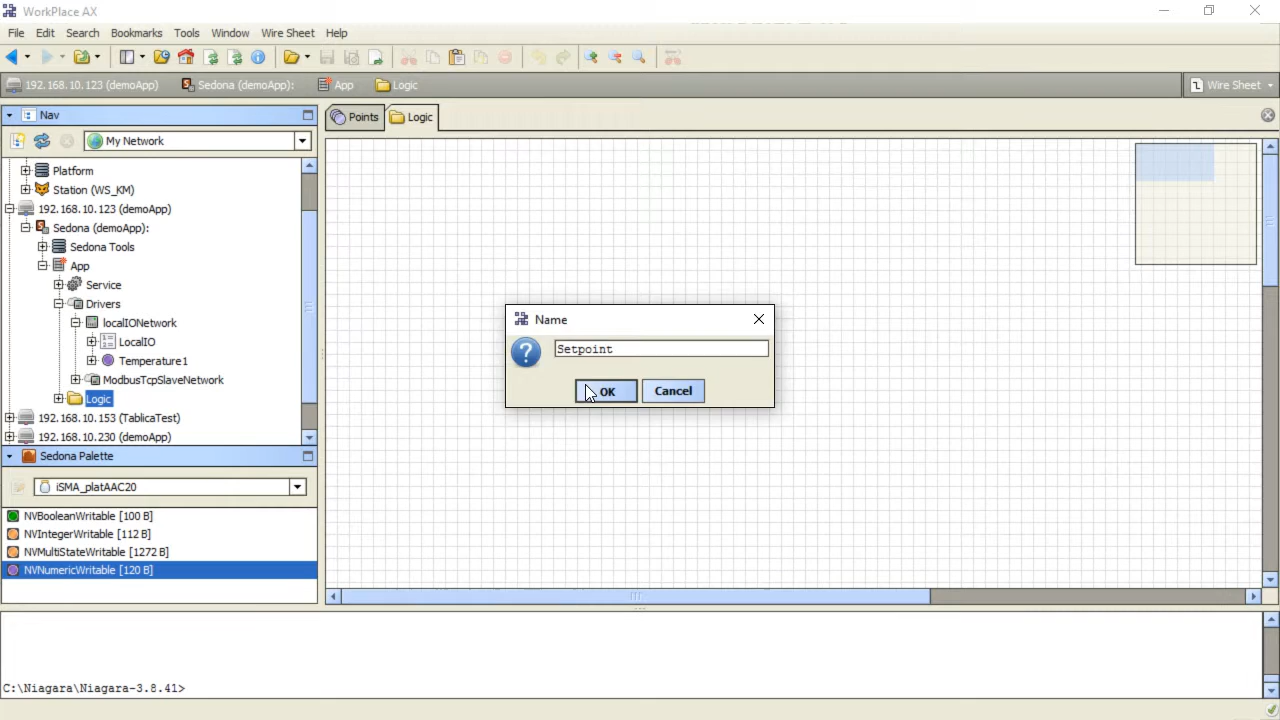 WorkPlace AX
File Edit Search Bookmarks Tools Window Wire Sheet Help
192.168.10.123 (demoApp) Sedona (demoApp): App Logic Wire Sheet
Nav
My Network
Platform
Station (WS_KM)
192.168.10.123 (demoApp)
Sedona (demoApp):
Sedona Tools
App
Service
Drivers
localIONetwork
LocalIO
Temperature1
ModbusTcpSlaveNetwork
Logic
192.168.10.153 (TablicaTest)
192.168.10.230 (demoApp)
Sedona Palette
iSMA_platAAC20
NVBooleanWritable [100 B]
NVIntegerWritable [112 B]
NVMultiStateWritable [1272 B]
NVNumericWritable [120 B]
Points Logic
Name
Setpoint
OK Cancel
C:\Niagara\Niagara-3.8.41>